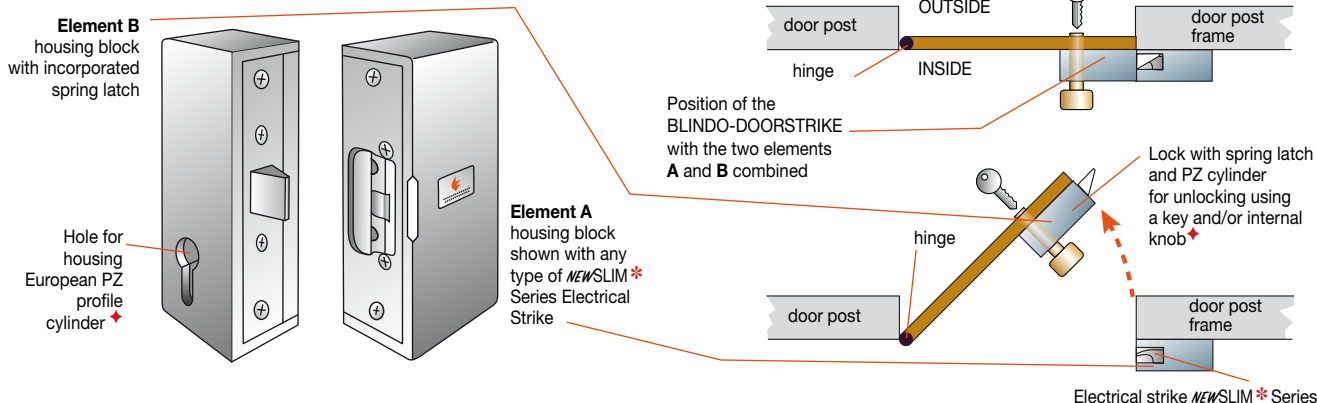 Element B
housing block
with incorporated
spring latch
Hole for
housing
European PZ
profile
cylinder ✦
Element A
housing block
shown with any
type of NEWSLIM *
Series Electrical
Strike
OUTSIDE
door post
door post
frame
hinge
INSIDE
Position of the
BLINDO-DOORSTRIKE
with the two elements
A and B combined
Lock with spring latch
and PZ cylinder
for unlocking using
a key and/or internal
knob✦
hinge
door post
door post
frame
Electrical strike NEWSLIM * Series